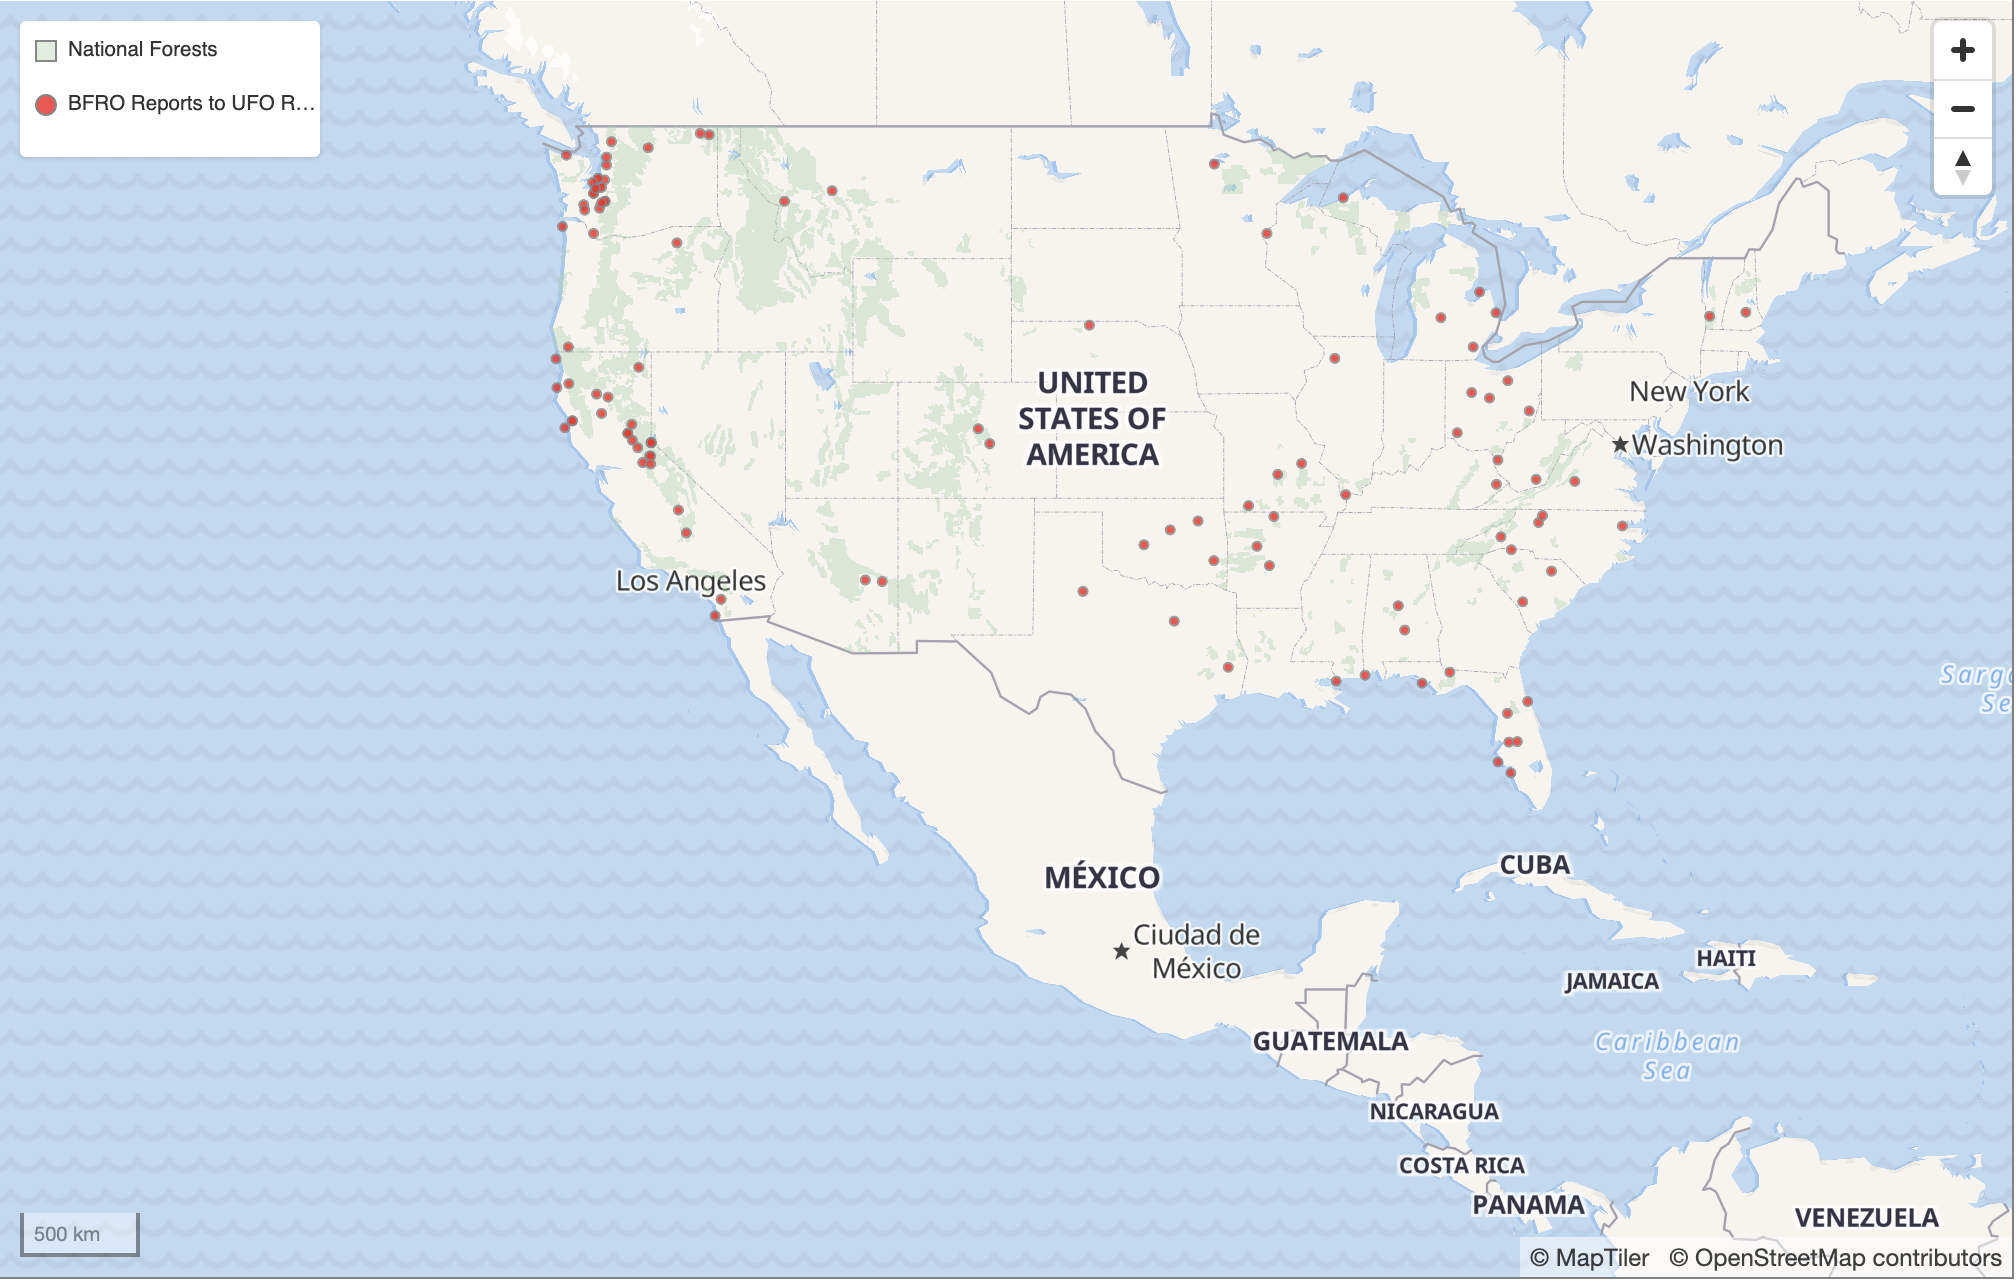 National Forests
BFRO Reports to UFO R...
UNITED
STATES OF
AMERICA
New York
Washington
Los Angeles
Sarg
Se
MÉXICO
Ciudad de
México
CUBA
HAITI
JAMAICA
GUATEMALA
Caribbean
Sea
NICARAGUA
COSTA RICA
PANAMA
VENEZUELA
500 km
© MapTiler © OpenStreetMap contributors